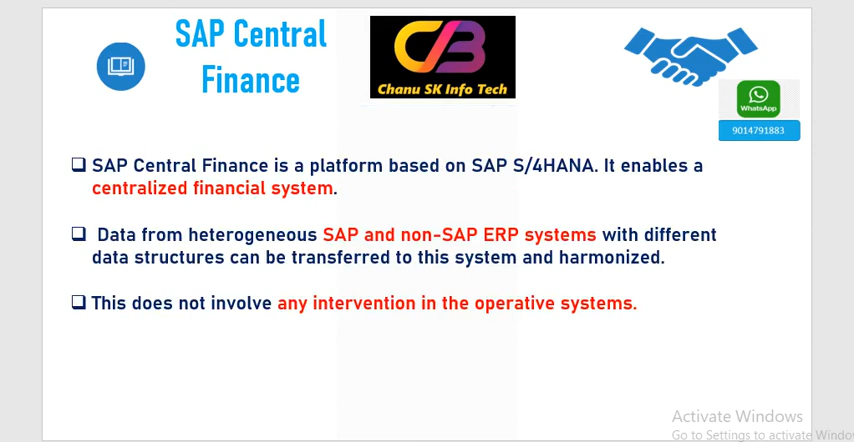 SAP Central
Finance
Chanu SK Info Tech
WhatsApp
9014791883
SAP Central Finance is a platform based on SAP S/4HANA. It enables a
centralized financial system.
Data from heterogeneous SAP and non-SAP ERP systems with different
data structures can be transferred to this system and harmonized.
This does not involve any intervention in the operative systems.
Activate Windows
Go to Settings to activate Windo